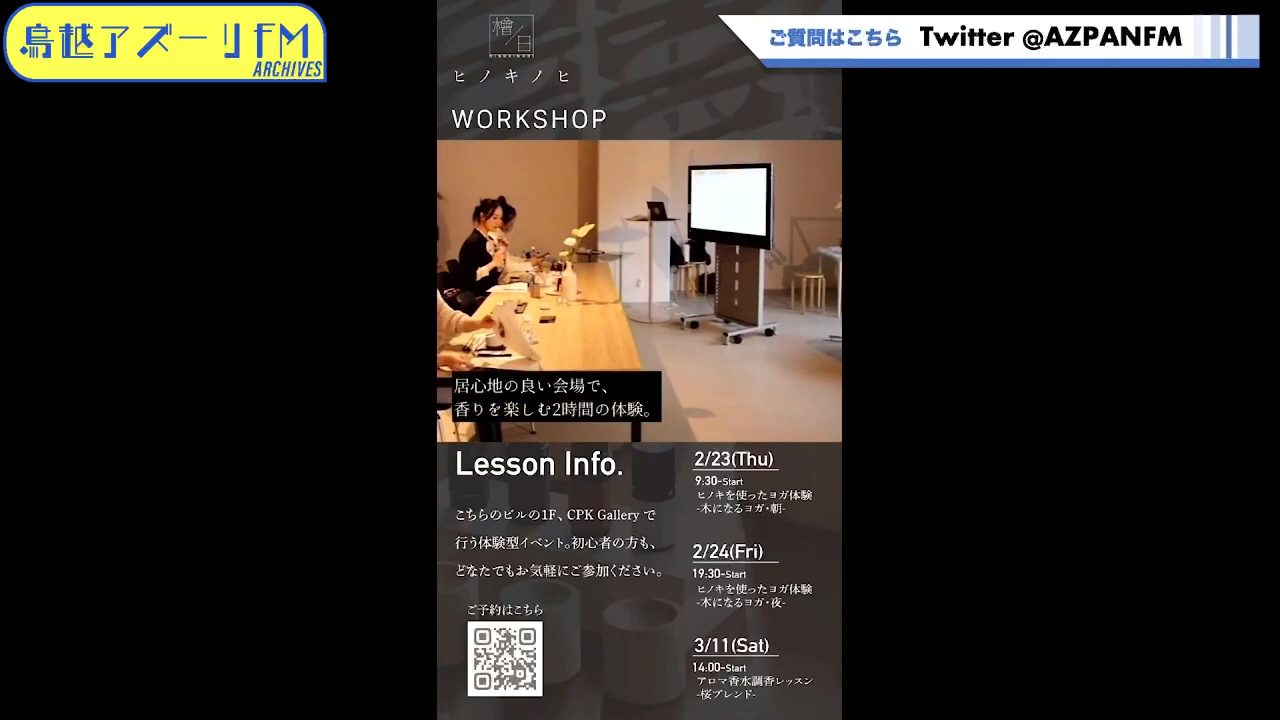 鳥越アズーリFM
ARCHIVES
ご質問はこちら Twitter @AZPANFM
檜/日
HINOKINOHI
ヒノキノヒ
WORKSHOP
居心地の良い会場で、
香りを楽しむ2時間の体験。
Lesson Info.
こちらのビルの1F、CPK Gallery で
行う体験型イベント。初心者の方も、
どなたでもお気軽にご参加ください。
ご予約はこちら
2/23(Thu)
9:30-Start
ヒノキを使ったヨガ体験
-木になるヨガ・朝-
2/24(Fri)
19:30-Start
ヒノキを使ったヨガ体験
-木になるヨガ・夜-
3/11(Sat)
14:00-Start
アロマ香水調香レッスン
-桜ブレンド-